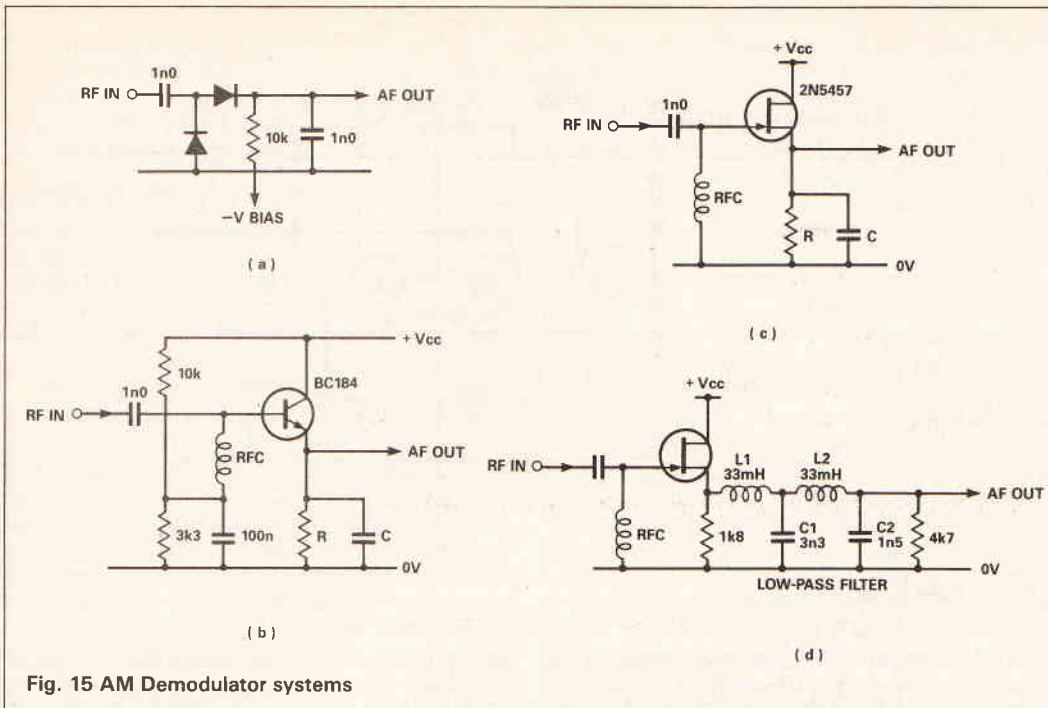 1n0
RF IN
AF OUT
10k
1n0
−V BIAS
( a )
+ Vcc
2N5457
1n0
RF IN
AF OUT
RFC
R
C
0V
( c )
+ Vcc
10k
BC184
1n0
RF IN
AF OUT
RFC
3k3
100n
R
C
0V
( b )
+ Vcc
RF IN
L1
33mH
L2
33mH
AF OUT
RFC
1k8
C1
3n3
C2
1n5
4k7
0V
LOW-PASS FILTER
( d )
Fig. 15 AM Demodulator systems